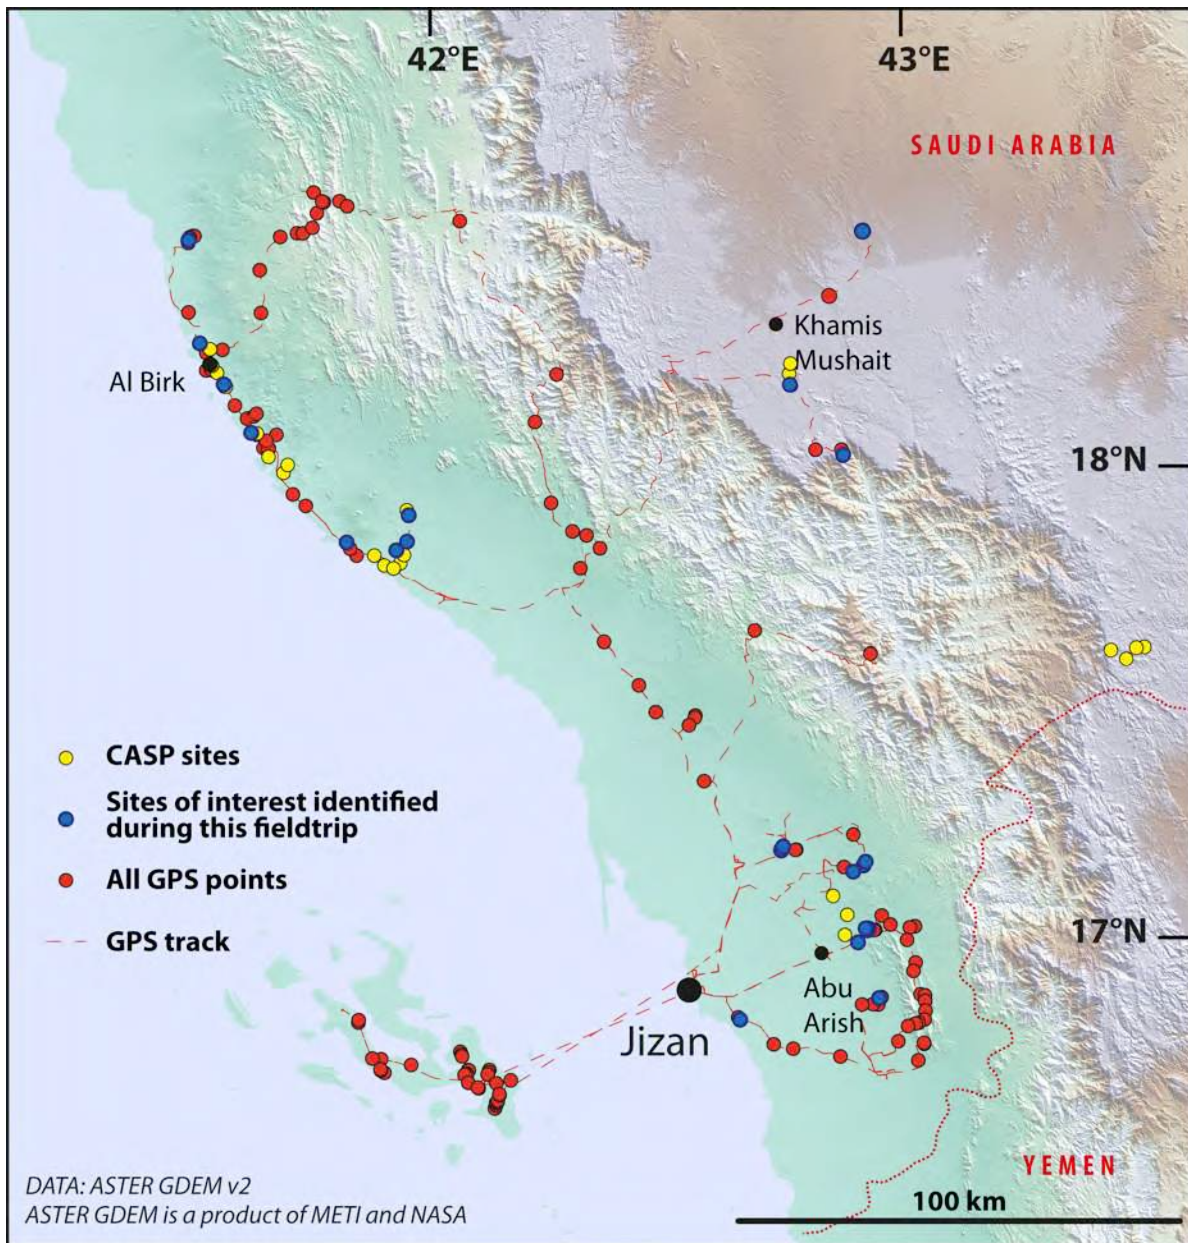 42°E
43°E
SAUDI ARABIA
Khamis
Mushait
Al Birk
18°N
CASP sites
Sites of interest identified
during this fieldtrip
All GPS points
GPS track
17°N
Abu
Arish
Jizan
YEMEN
DATA: ASTER GDEM v2
ASTER GDEM is a product of METI and NASA
100 km